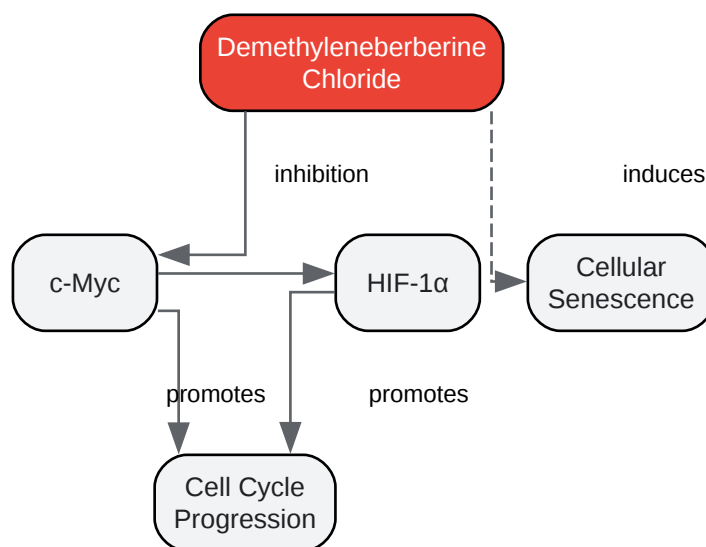 Demethyleneberberine
Chloride
inhibition
induces
c-Myc
HIF-1α
Cellular
Senescence
promotes
promotes
Cell Cycle
Progression